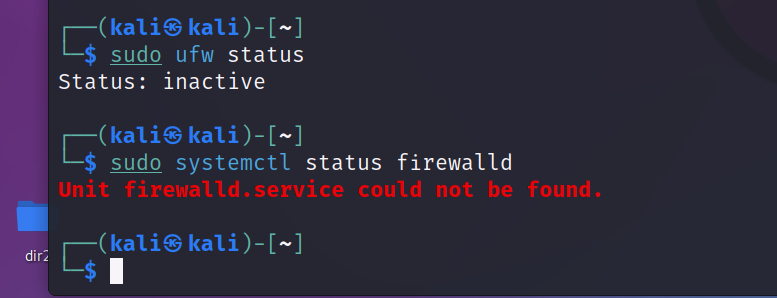 ┌──(kali㉿kali)-[~]
└─$ sudo ufw status
Status: inactive
┌──(kali㉿kali)-[~]
└─$ sudo systemctl status firewalld
Unit firewalld.service could not be found.
┌──(kali㉿kali)-[~]
└─$
dir2